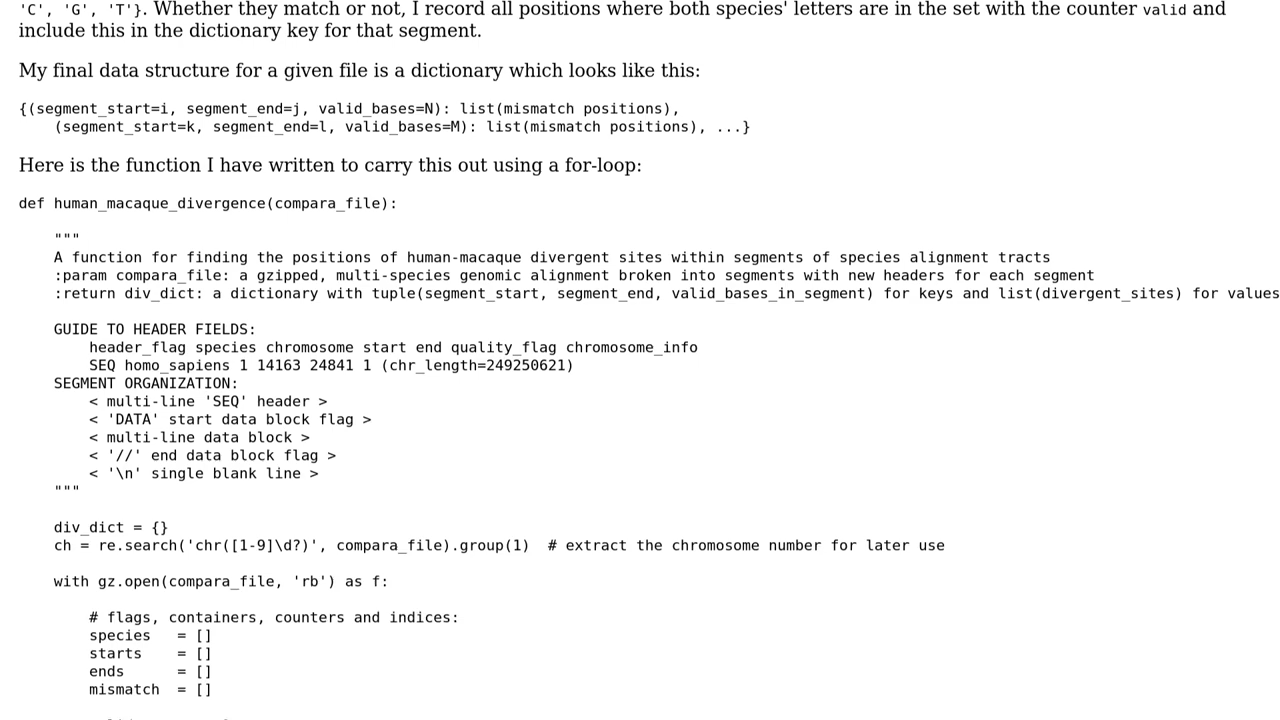 'C', 'G', 'T'}. Whether they match or not, I record all positions where both species' letters are in the set with the counter valid and
include this in the dictionary key for that segment.
My final data structure for a given file is a dictionary which looks like this:
{(segment_start=i, segment_end=j, valid_bases=N): list(mismatch positions),
    (segment_start=k, segment_end=l, valid_bases=M): list(mismatch positions), ...}
Here is the function I have written to carry this out using a for-loop:
def human_macaque_divergence(compara_file):
    """
    A function for finding the positions of human-macaque divergent sites within segments of species alignment tracts
    :param compara_file: a gzipped, multi-species genomic alignment broken into segments with new headers for each segment
    :return div_dict: a dictionary with tuple(segment_start, segment_end, valid_bases_in_segment) for keys and list(divergent_sites) for values
    GUIDE TO HEADER FIELDS:
        header_flag species chromosome start end quality_flag chromosome_info
        SEQ homo_sapiens 1 14163 24841 1 (chr_length=249250621)
    SEGMENT ORGANIZATION:
        < multi-line 'SEQ' header >
        < 'DATA' start data block flag >
        < multi-line data block >
        < '//' end data block flag >
        < '\n' single blank line >
    """
    div_dict = {}
    ch = re.search('chr([1-9]\d?)', compara_file).group(1)  # extract the chromosome number for later use
    with gz.open(compara_file, 'rb') as f:
        # flags, containers, counters and indices:
        species   = []
        starts    = []
        ends      = []
        mismatch  = []